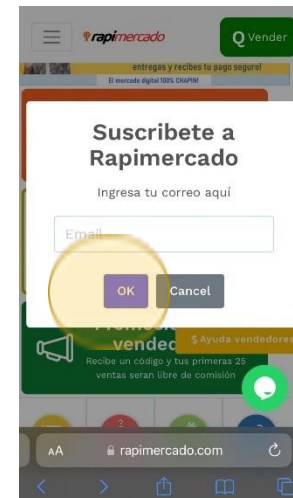 rapimercado
Q Vender
entregas y recibes tu pago seguro!
El mercado digital 100% CHAPIN!
Suscribete a
Rapimercado
Ingresa tu correo aquí
Email
OK
Cancel
vended
$Ayuda vendedores
Recibe un código y tus primeras 25
ventas seran libre de comisión
2
AA
rapimercado.com